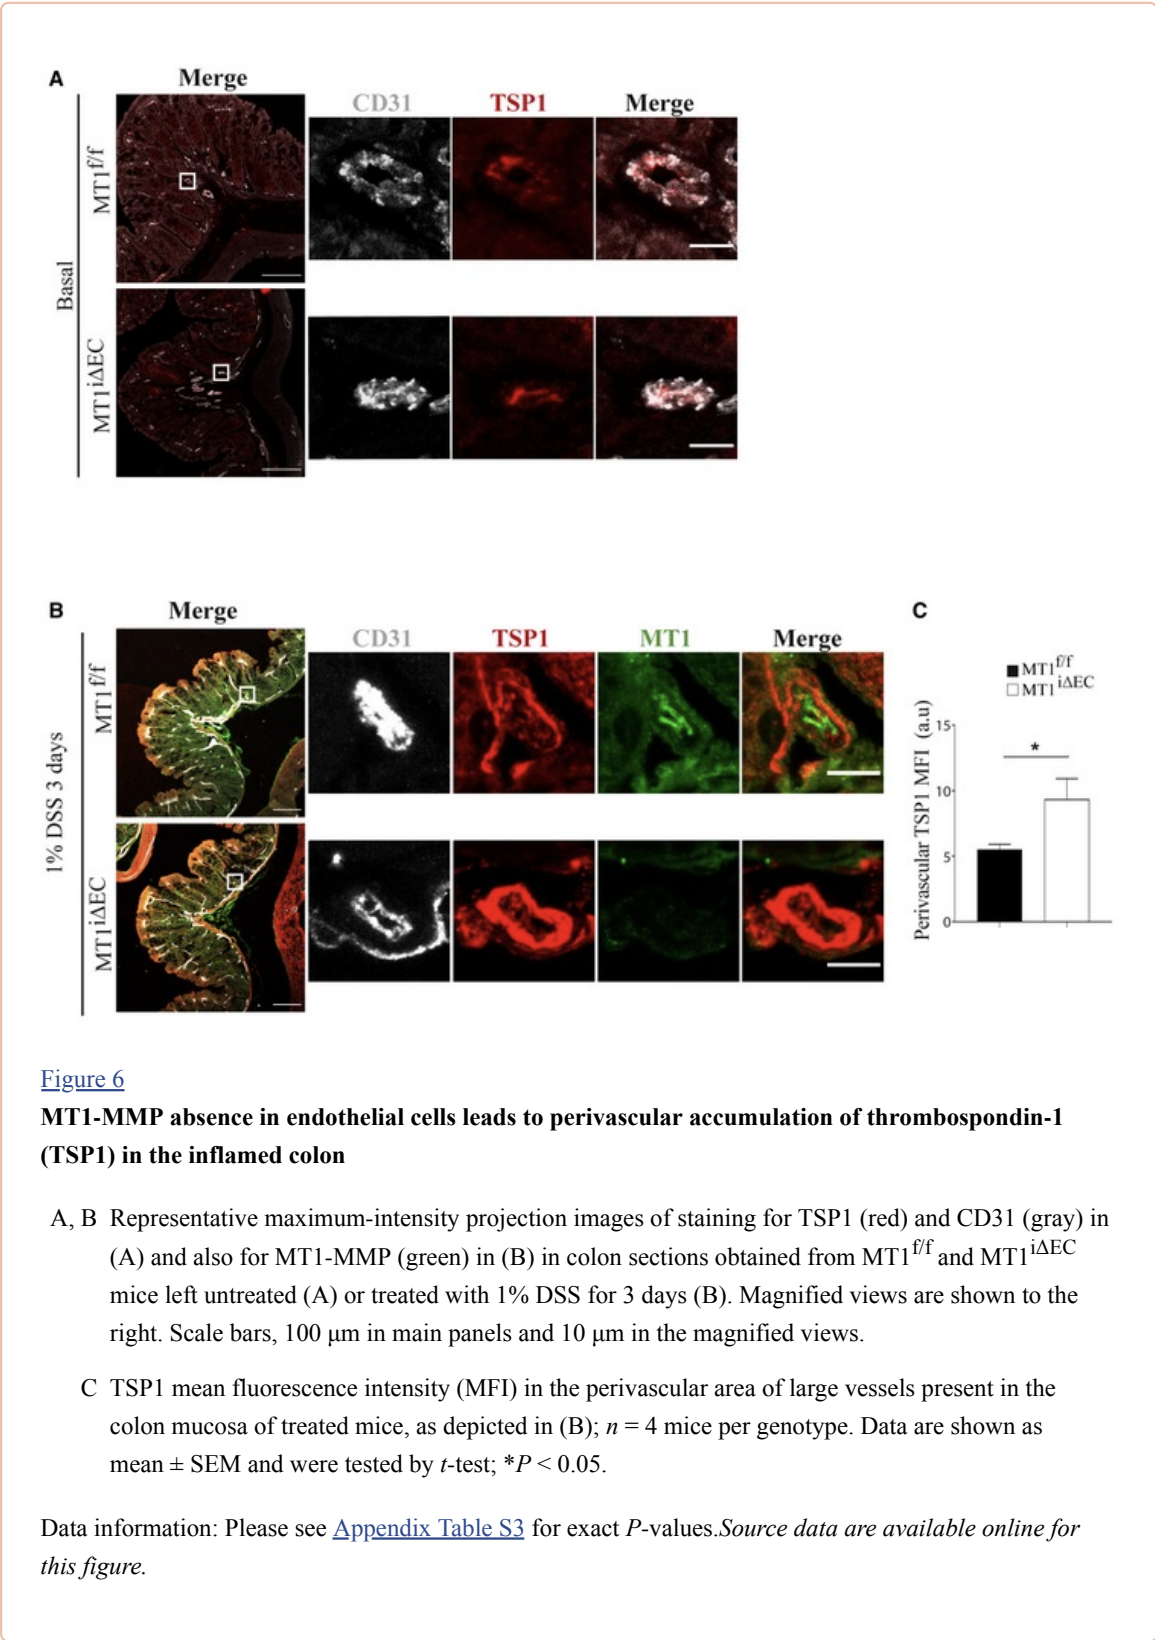 A
Merge
CD31
TSP1
Merge
Basal
MT1f/f
MT1iΔEC
B
Merge
CD31
TSP1
MT1
Merge
1% DSS 3 days
MT1f/f
MT1iΔEC
C
MT1f/f
MT1iΔEC
Perivascular TSP1 MFI (a.u)
15
*
10
5
0
Figure 6
MT1-MMP absence in endothelial cells leads to perivascular accumulation of thrombospondin-1
(TSP1) in the inflamed colon
A, B Representative maximum-intensity projection images of staining for TSP1 (red) and CD31 (gray) in
(A) and also for MT1-MMP (green) in (B) in colon sections obtained from MT1f/f and MT1iΔEC
mice left untreated (A) or treated with 1% DSS for 3 days (B). Magnified views are shown to the
right. Scale bars, 100 μm in main panels and 10 μm in the magnified views.
C TSP1 mean fluorescence intensity (MFI) in the perivascular area of large vessels present in the
colon mucosa of treated mice, as depicted in (B); n = 4 mice per genotype. Data are shown as
mean ± SEM and were tested by t-test; *P < 0.05.
Data information: Please see Appendix Table S3 for exact P-values.Source data are available online for
this figure.